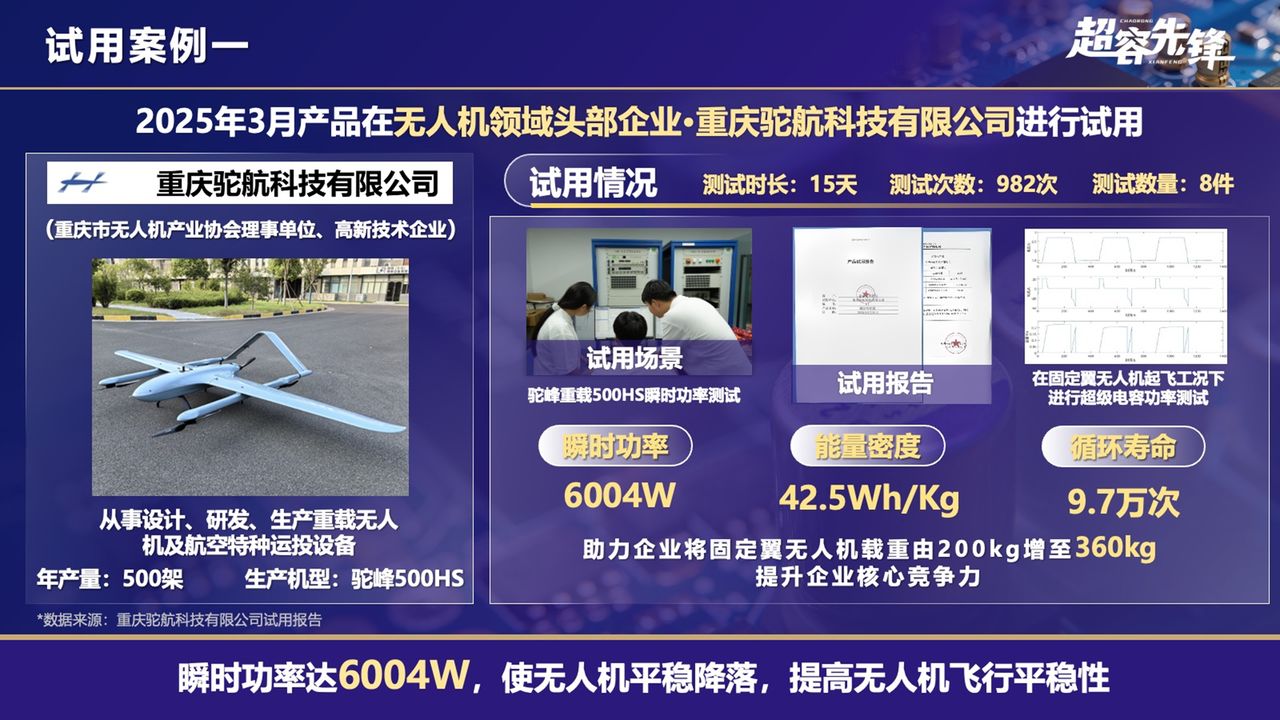 试用案例一
超容先锋
CHAORONG
XIANFENG
2025年3月产品在无人机领域头部企业·重庆驼航科技有限公司进行试用
重庆驼航科技有限公司
（重庆市无人机产业协会理事单位、高新技术企业）
从事设计、研发、生产重载无人
机及航空特种运投设备
年产量：500架 生产机型：驼峰500HS
试用情况 测试时长：15天 测试次数：982次 测试数量：8件
试用场景
驼峰重载500HS瞬时功率测试
产品试用报告
试用报告
在固定翼无人机起飞工况下
进行超级电容功率测试
瞬时功率
6004W
能量密度
42.5Wh/Kg
循环寿命
9.7万次
助力企业将固定翼无人机载重由200kg增至360kg
提升企业核心竞争力
*数据来源：重庆驼航科技有限公司试用报告
瞬时功率达6004W，使无人机平稳降落，提高无人机飞行平稳性